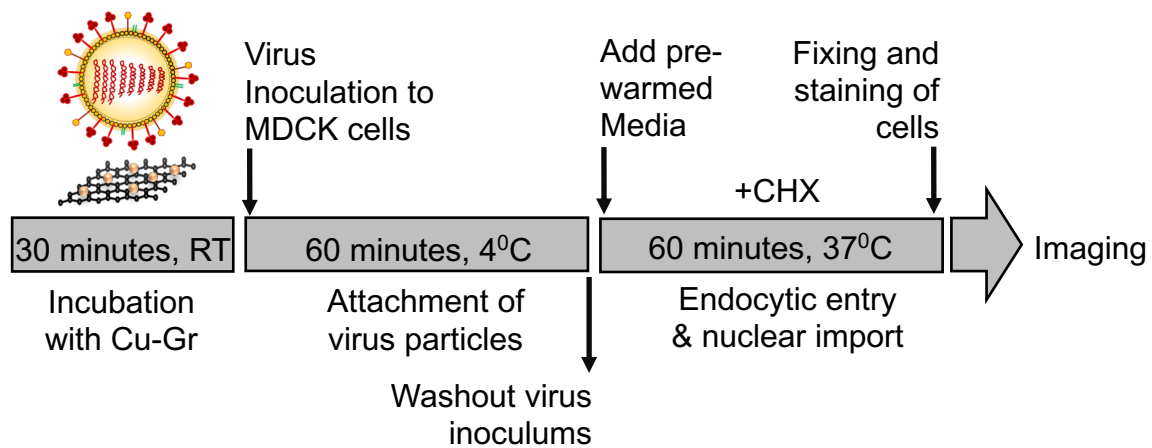 Virus
Inoculation to
MDCK cells
Add pre-
warmed
Media
Fixing and
staining of
cells
+CHX
30 minutes, RT
60 minutes, 4⁰C
60 minutes, 37⁰C
Imaging
Incubation
with Cu-Gr
Attachment of
virus particles
Endocytic entry
& nuclear import
Washout virus
inoculums